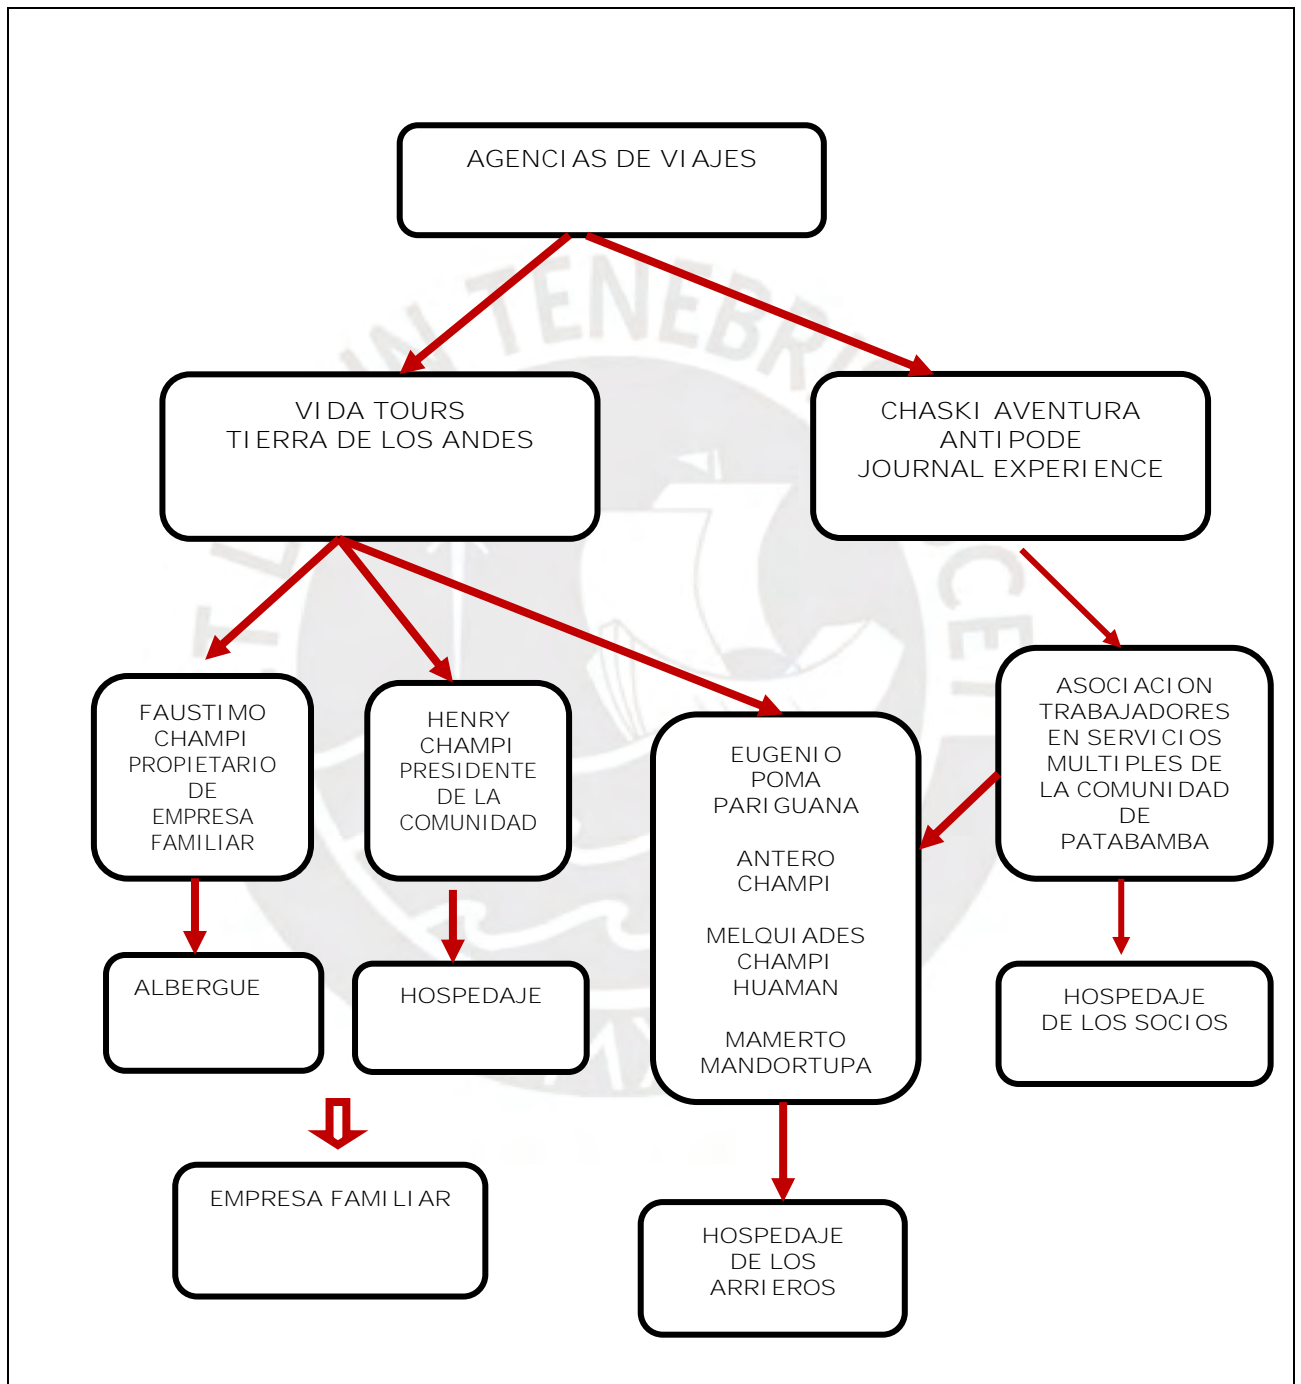 AGENCIAS DE VIAJES
VIDA TOURS
TIERRA DE LOS ANDES
CHASKI AVENTURA
ANTIPODE
JOURNAL EXPERIENCE
FAUSTIMO
CHAMPI
PROPIETARIO
DE
EMPRESA
FAMILIAR
HENRY
CHAMPI
PRESIDENTE
DE LA
COMUNIDAD
EUGENIO
POMA
PARIGUANA
ANTERO
CHAMPI
MELQUIADES
CHAMPI
HUAMAN
MAMERTO
MANDORTUPA
ASOCIACION
TRABAJADORES
EN SERVICIOS
MULTIPLES DE
LA COMUNIDAD
DE
PATABAMBA
ALBERGUE
HOSPEDAJE
HOSPEDAJE
DE LOS SOCIOS
EMPRESA FAMILIAR
HOSPEDAJE
DE LOS
ARRIEROS